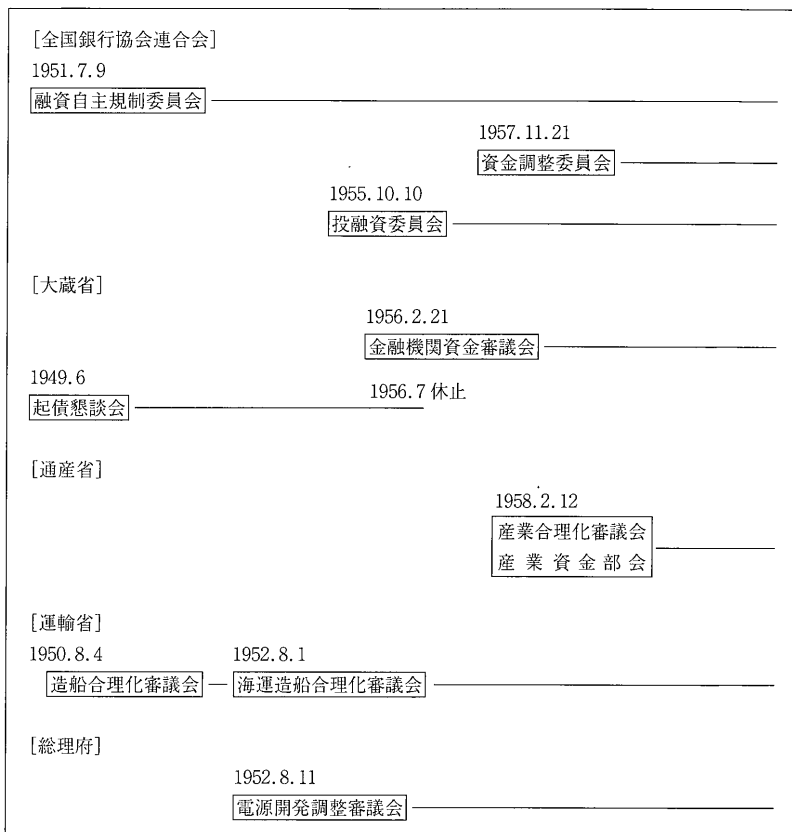 [全国銀行協会連合会]
1951.7.9
融資自主規制委員会
1957.11.21
資金調整委員会
1955.10.10
投融資委員会
[大蔵省]
1956.2.21
金融機関資金審議会
1949.6
1956.7 休止
起債懇談会
[通産省]
1958.2.12
産業合理化審議会
産業資金部会
[運輸省]
1950.8.4 1952.8.1
造船合理化審議会 海運造船合理化審議会
[総理府]
1952.8.11
電源開発調整審議会